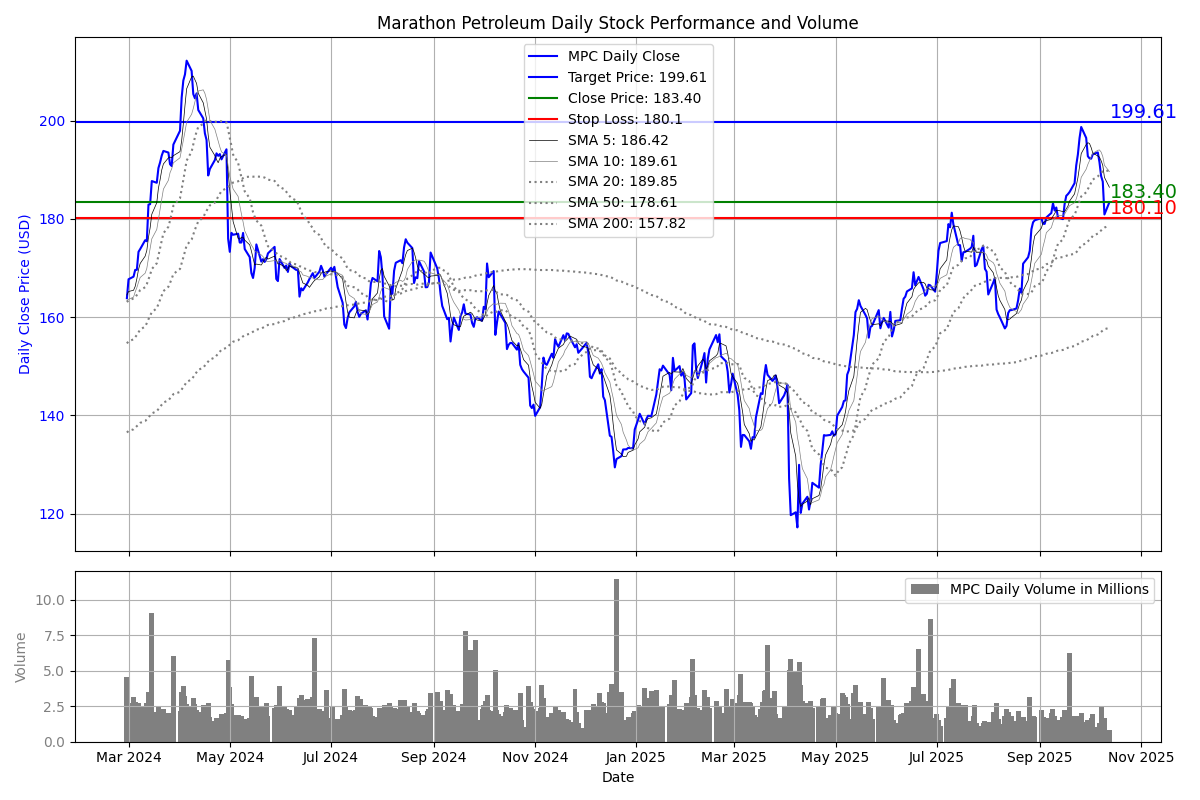 Marathon Petroleum Daily Stock Performance and Volume
MPC Daily Close
Target Price: 199.61
Close Price: 183.40
Stop Loss: 180.1
SMA 5: 186.42
SMA 10: 189.61
SMA 20: 189.85
SMA 50: 178.61
SMA 200: 157.82
199.61
183.40
180.10
Daily Close Price (USD)
200
180
160
140
120
MPC Daily Volume in Millions
Volume
10.0
7.5
5.0
2.5
0.0
Mar 2024 May 2024 Jul 2024 Sep 2024 Nov 2024 Jan 2025 Mar 2025 May 2025 Jul 2025 Sep 2025 Nov 2025
Date